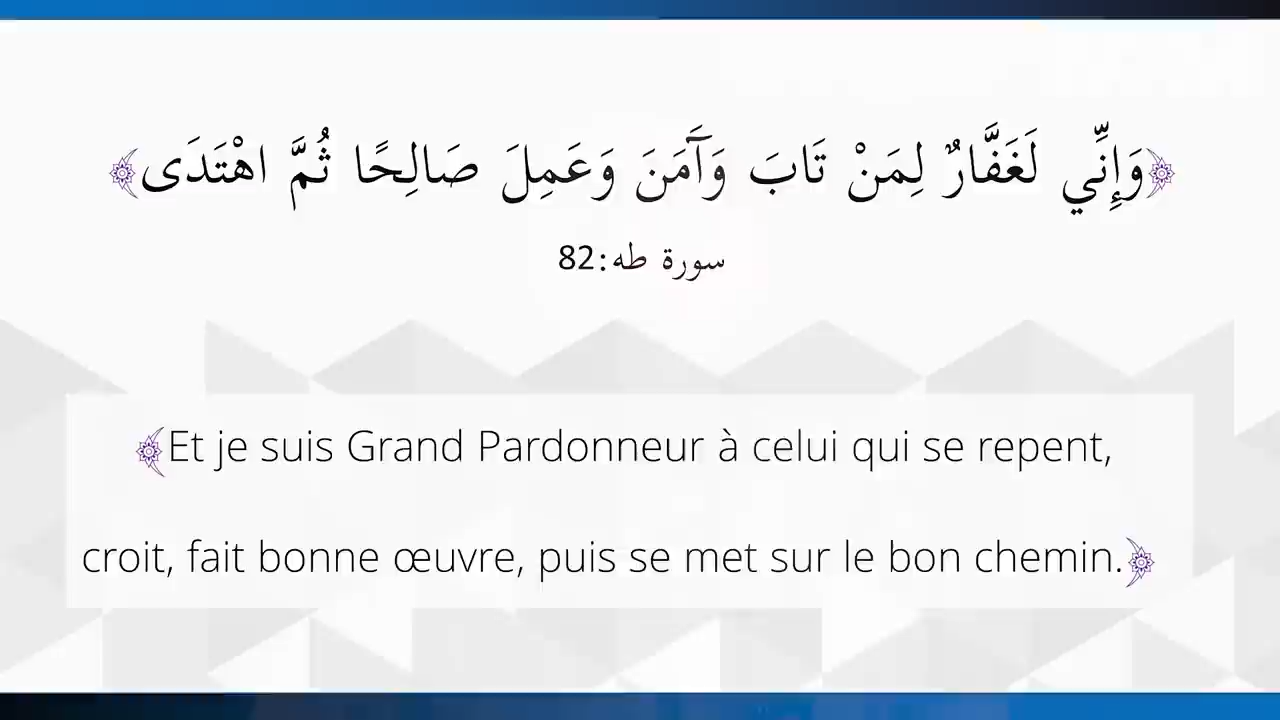 ﴿وَإِنِّي لَغَفَّارٌ لِمَنْ تَابَ وَآَمَنَ وَعَمِلَ صَالِحًا ثُمَّ اهْتَدَى﴾
سورة طه:82
﴾Et je suis Grand Pardonneur à celui qui se repent,
croit, fait bonne œuvre, puis se met sur le bon chemin.﴿